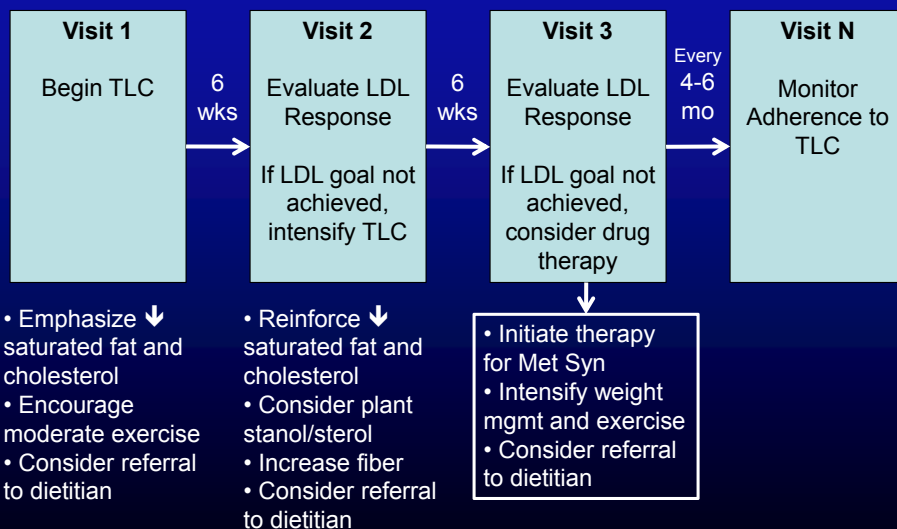 Visit 1
Begin TLC
6
wks
Visit 2
Evaluate LDL
Response
If LDL goal not
achieved,
intensify TLC
6
wks
Visit 3
Evaluate LDL
Response
If LDL goal not
achieved,
consider drug
therapy
Every
4-6
mo
Visit N
Monitor
Adherence to
TLC
• Emphasize 🡫
saturated fat and
cholesterol
• Encourage
moderate exercise
• Consider referral
to dietitian
• Reinforce 🡫
saturated fat and
cholesterol
• Consider plant
stanol/sterol
• Increase fiber
• Consider referral
to dietitian
• Initiate therapy
for Met Syn
• Intensify weight
mgmt and exercise
• Consider referral
to dietitian